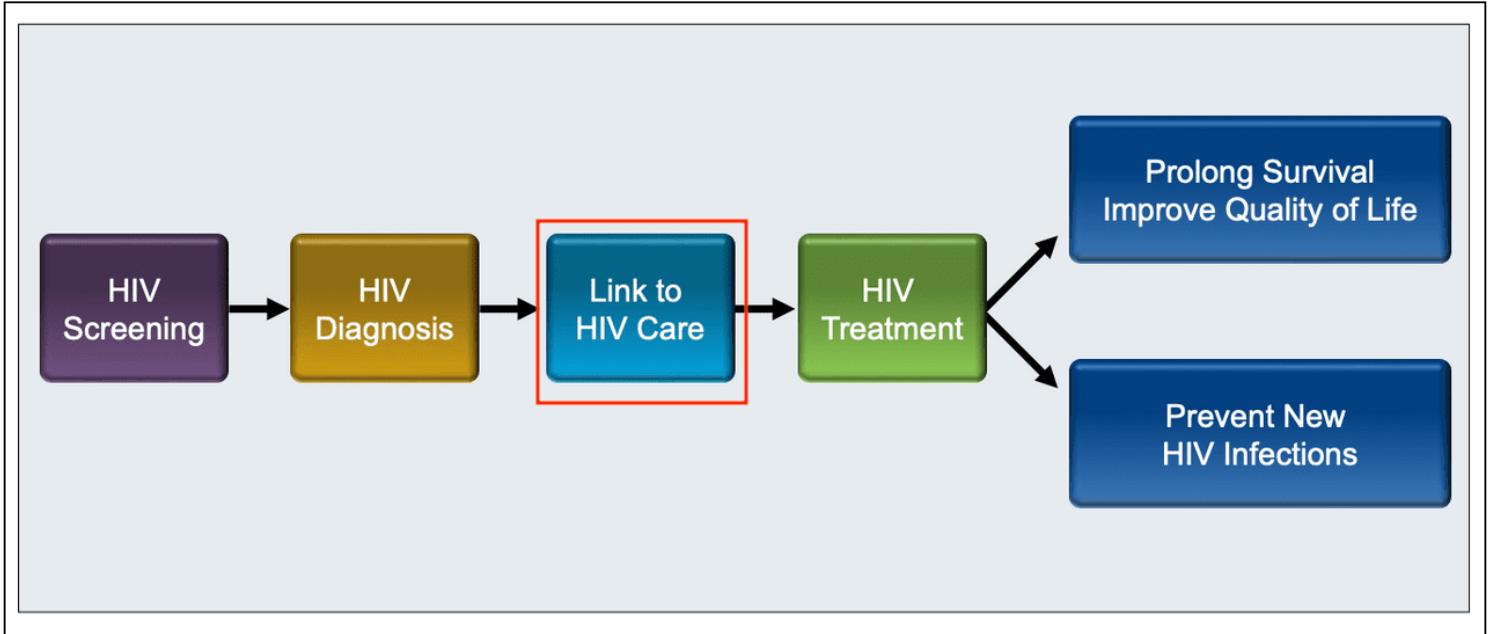 HIV
Screening
HIV
Diagnosis
Link to
HIV Care
HIV
Treatment
Prolong Survival
Improve Quality of Life
Prevent New
HIV Infections